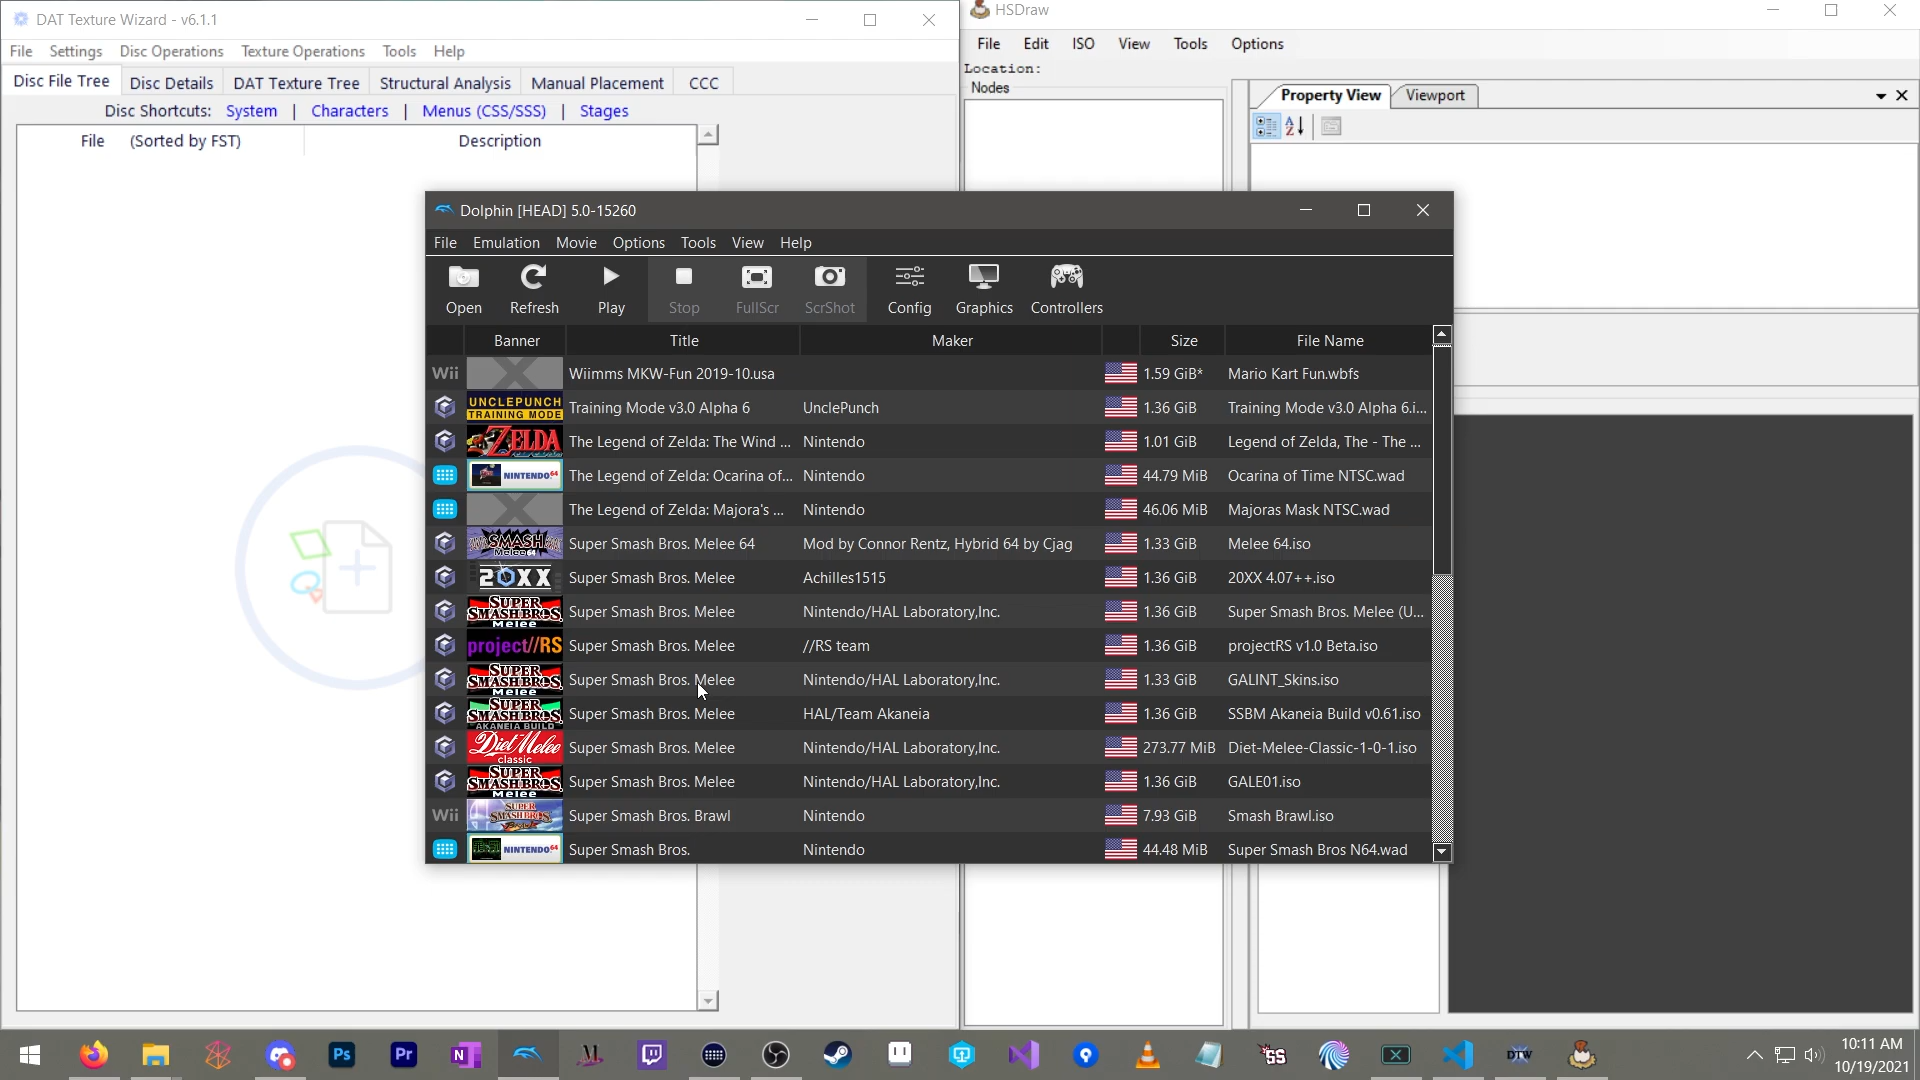 DAT Texture Wizard - v6.1.1
File Settings Disc Operations Texture Operations Tools Help
Disc File Tree Disc Details DAT Texture Tree Structural Analysis Manual Placement CCC
Disc Shortcuts: System | Characters | Menus (CSS/SSS) | Stages
File (Sorted by FST) Description
HSDraw
File Edit ISO View Tools Options
Location:
Nodes
Property View Viewport
Dolphin [HEAD] 5.0-15260
File Emulation Movie Options Tools View Help
Open Refresh Play Stop FullScr ScrShot Config Graphics Controllers
Banner Title Maker Size File Name
Wii Wiimms MKW-Fun 2019-10.usa 1.59 GiB* Mario Kart Fun.wbfs
UNCLEPUNCH
TRAINING MODE Training Mode v3.0 Alpha 6 UnclePunch 1.36 GiB Training Mode v3.0 Alpha 6.i...
ZELDA The Legend of Zelda: The Wind ... Nintendo 1.01 GiB Legend of Zelda, The - The ...
NINTENDO64 The Legend of Zelda: Ocarina of... Nintendo 44.79 MiB Ocarina of Time NTSC.wad
The Legend of Zelda: Majora's ... Nintendo 46.06 MiB Majoras Mask NTSC.wad
SMASH
Melee64 Super Smash Bros. Melee 64 Mod by Connor Rentz, Hybrid 64 by Cjag 1.33 GiB Melee 64.iso
20XX Super Smash Bros. Melee Achilles1515 1.36 GiB 20XX 4.07++.iso
SUPER
SMASH BROS.
Melee Super Smash Bros. Melee Nintendo/HAL Laboratory,Inc. 1.36 GiB Super Smash Bros. Melee (U...
project//RS Super Smash Bros. Melee //RS team 1.36 GiB projectRS v1.0 Beta.iso
SUPER
SMASH BROS.
Melee Super Smash Bros. Melee Nintendo/HAL Laboratory,Inc. 1.33 GiB GALINT_Skins.iso
SUPER
SMASH BROS.
AKANEIA BUILD Super Smash Bros. Melee HAL/Team Akaneia 1.36 GiB SSBM Akaneia Build v0.61.iso
Diet Melee
classic Super Smash Bros. Melee Nintendo/HAL Laboratory,Inc. 273.77 MiB Diet-Melee-Classic-1-0-1.iso
SUPER
SMASH BROS.
Melee Super Smash Bros. Melee Nintendo/HAL Laboratory,Inc. 1.36 GiB GALE01.iso
Wii SUPER
SMASH BROS. Super Smash Bros. Brawl Nintendo 7.93 GiB Smash Brawl.iso
NINTENDO64 Super Smash Bros. Nintendo 44.48 MiB Super Smash Bros N64.wad
Ps Pr N SS DTW
10:11 AM
10/19/2021